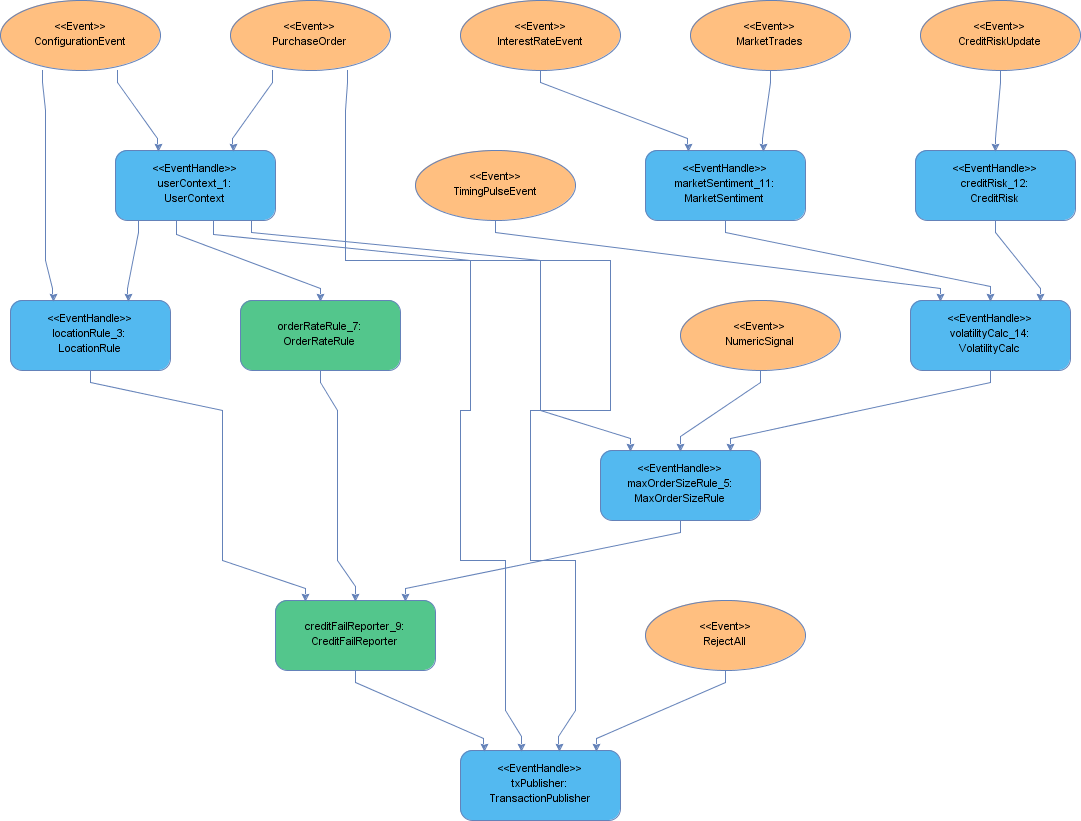 <<Event>>
ConfigurationEvent
<<Event>>
PurchaseOrder
<<Event>>
InterestRateEvent
<<Event>>
MarketTrades
<<Event>>
CreditRiskUpdate
<<EventHandle>>
userContext_1:
UserContext
<<Event>>
TimingPulseEvent
<<EventHandle>>
marketSentiment_11:
MarketSentiment
<<EventHandle>>
creditRisk_12:
CreditRisk
<<EventHandle>>
locationRule_3:
LocationRule
orderRateRule_7:
OrderRateRule
<<Event>>
NumericSignal
<<EventHandle>>
volatilityCalc_14:
VolatilityCalc
<<EventHandle>>
maxOrderSizeRule_5:
MaxOrderSizeRule
creditFailReporter_9:
CreditFailReporter
<<Event>>
RejectAll
<<EventHandle>>
txPublisher:
TransactionPublisher